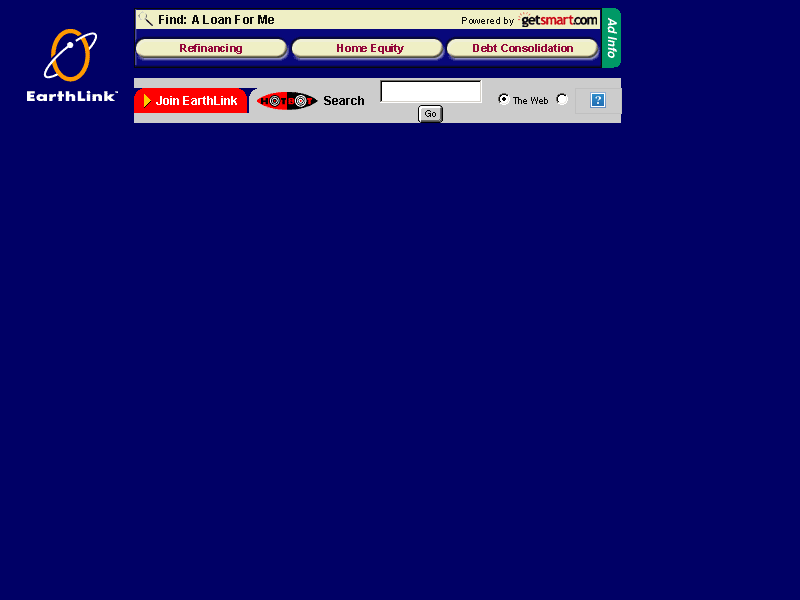 Find: A Loan For Me
Powered by getsmart.com
Refinancing
Home Equity
Debt Consolidation
Ad Info
EarthLink™
Join EarthLink
HOTBOT Search
The Web
?
Go